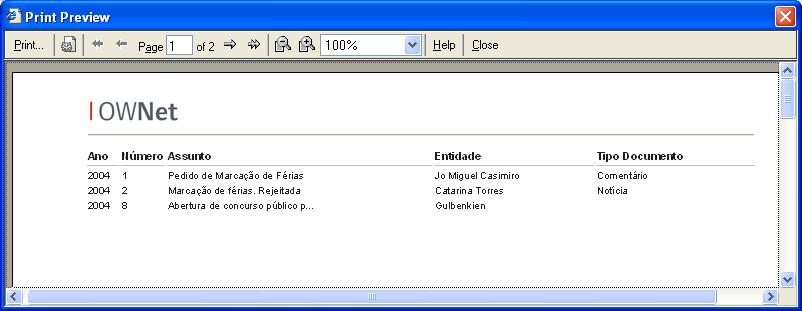 Print Preview
Print... Page 1 of 2 100% Help Close
OWNet
Ano Número Assunto Entidade Tipo Documento
2004 1 Pedido de Marcação de Férias Jo Miguel Casimiro Comentário
2004 2 Marcação de férias. Rejeitada Catarina Torres Notícia
2004 8 Abertura de concurso público p... Gulbenkien